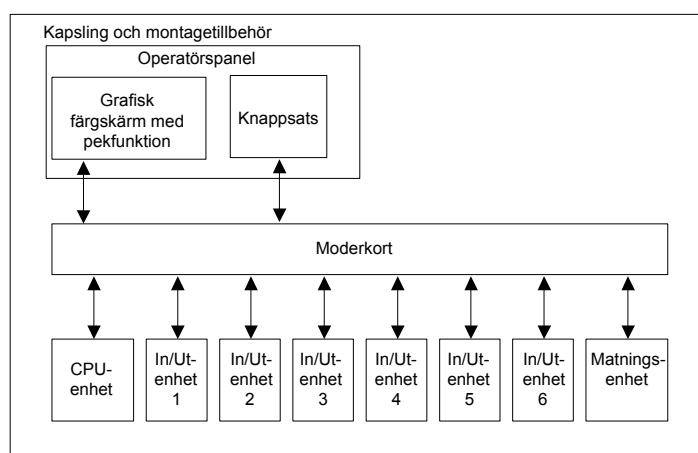 Kapsling och montagetillbehör
Operatörspanel
Grafisk
färgskärm med
pekfunktion
Knappsats
Moderkort
CPU-
enhet
In/Ut-
enhet
1
In/Ut-
enhet
2
In/Ut-
enhet
3
In/Ut-
enhet
4
In/Ut-
enhet
5
In/Ut-
enhet
6
Matnings-
enhet